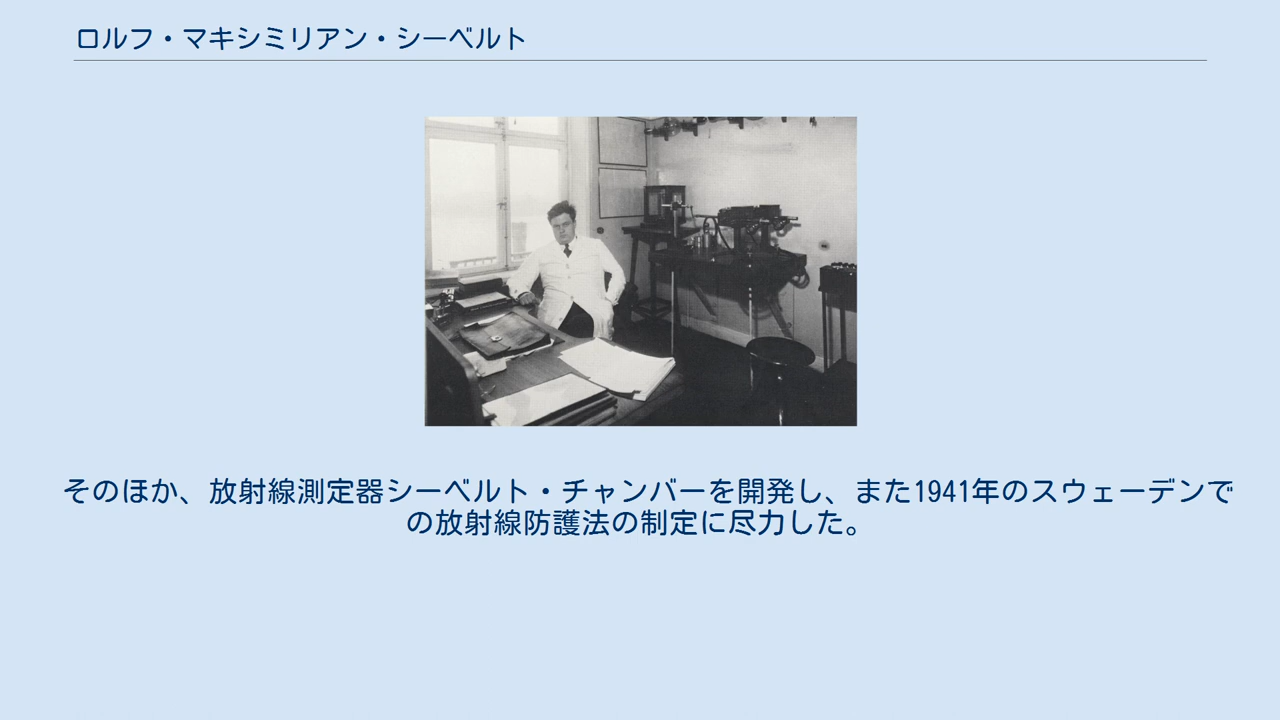 ロルフ・マキシミリアン・シーベルト
そのほか、放射線測定器シーベルト・チャンバーを開発し、また1941年のスウェーデンで
の放射線防護法の制定に尽力した。